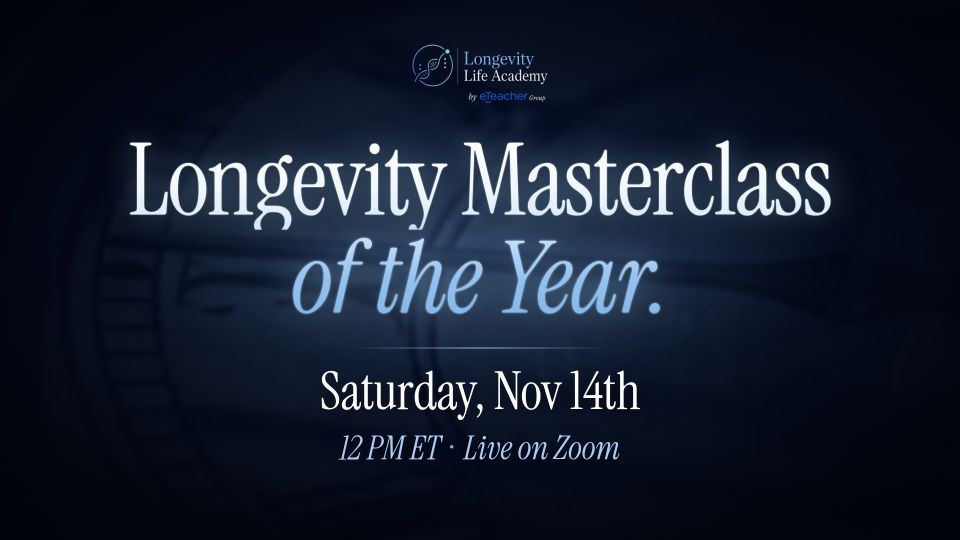 Longevity
Life Academy
by eTeacher Group
Longevity Masterclass
of the Year.
Saturday, Nov 14th
12 PM ET · Live on Zoom